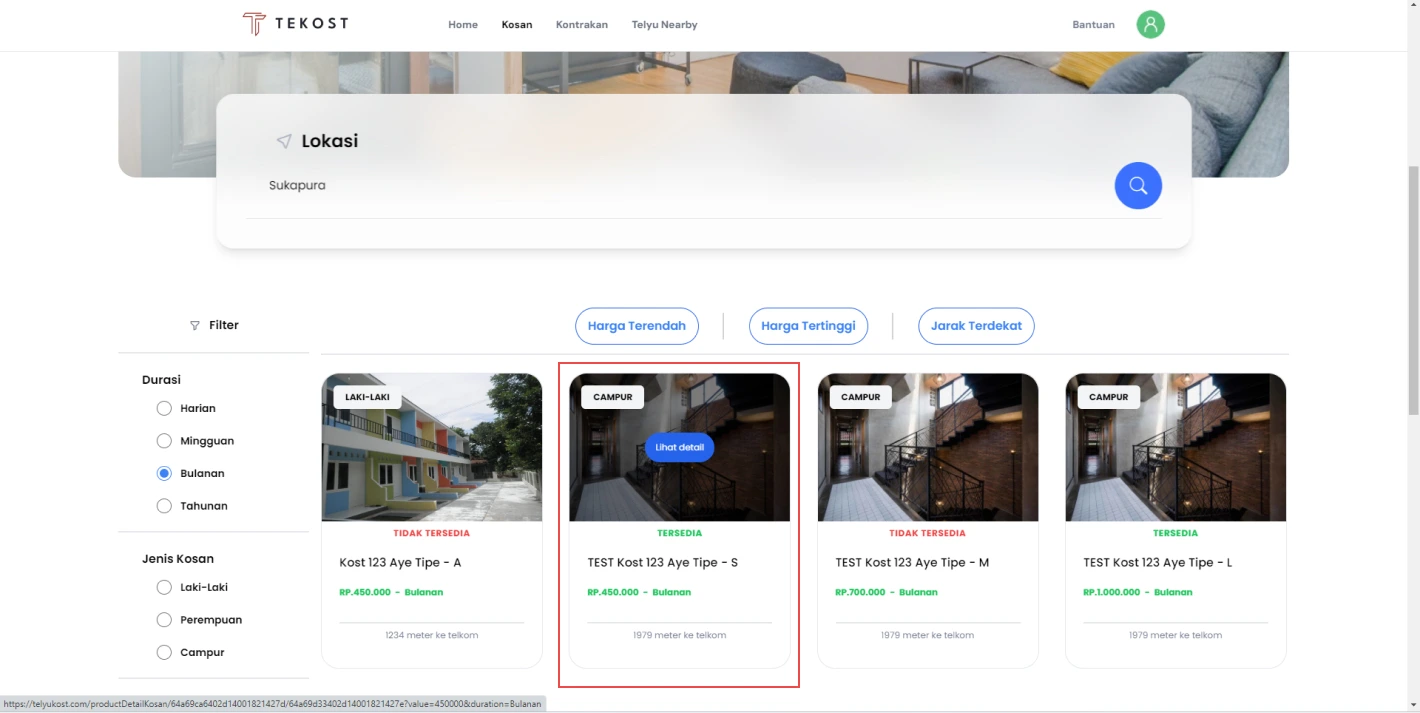 TEKOST
Home
Kosan
Kontrakan
Telyu Nearby
Bantuan
Lokasi
Sukapura
Filter
Harga Terendah
Harga Tertinggi
Jarak Terdekat
Durasi
Harian
Mingguan
Bulanan
Tahunan
Jenis Kosan
Laki-Laki
Perempuan
Campur
LAKI-LAKI
TIDAK TERSEDIA
Kost 123 Aye Tipe - A
RP.450.000 - Bulanan
1234 meter ke telkom
CAMPUR
Lihat detail
TERSEDIA
TEST Kost 123 Aye Tipe - S
RP.450.000 - Bulanan
1979 meter ke telkom
CAMPUR
TIDAK TERSEDIA
TEST Kost 123 Aye Tipe - M
RP.700.000 - Bulanan
1979 meter ke telkom
CAMPUR
TERSEDIA
TEST Kost 123 Aye Tipe - L
RP.1.000.000 - Bulanan
1979 meter ke telkom
https://telyukost.com/productDetailKosan/64a69ca6402d14001821427d/64a69d33402d14001821427e?value=450000&duration=Bulanan